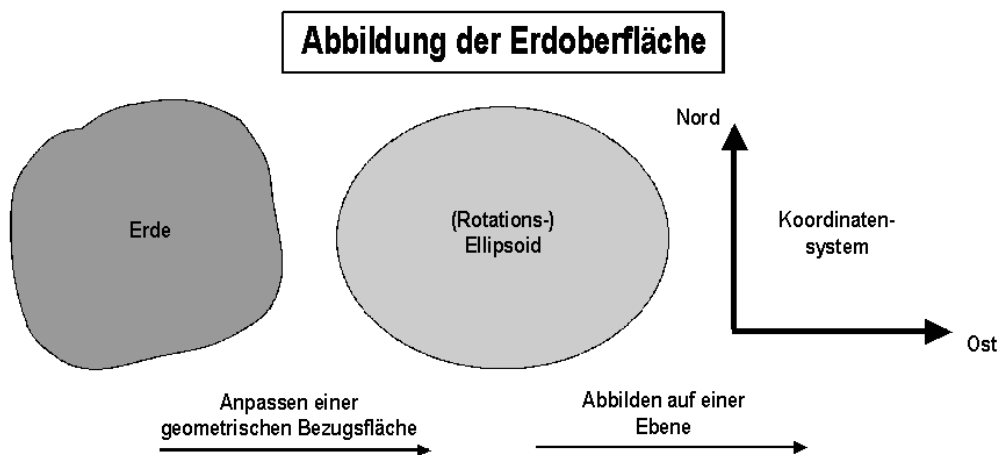 Abbildung der Erdoberfläche
Erde
(Rotations-)
Ellipsoid
Nord
Koordinaten-
system
Ost
Anpassen einer
geometrischen Bezugsfläche
Abbilden auf einer
Ebene